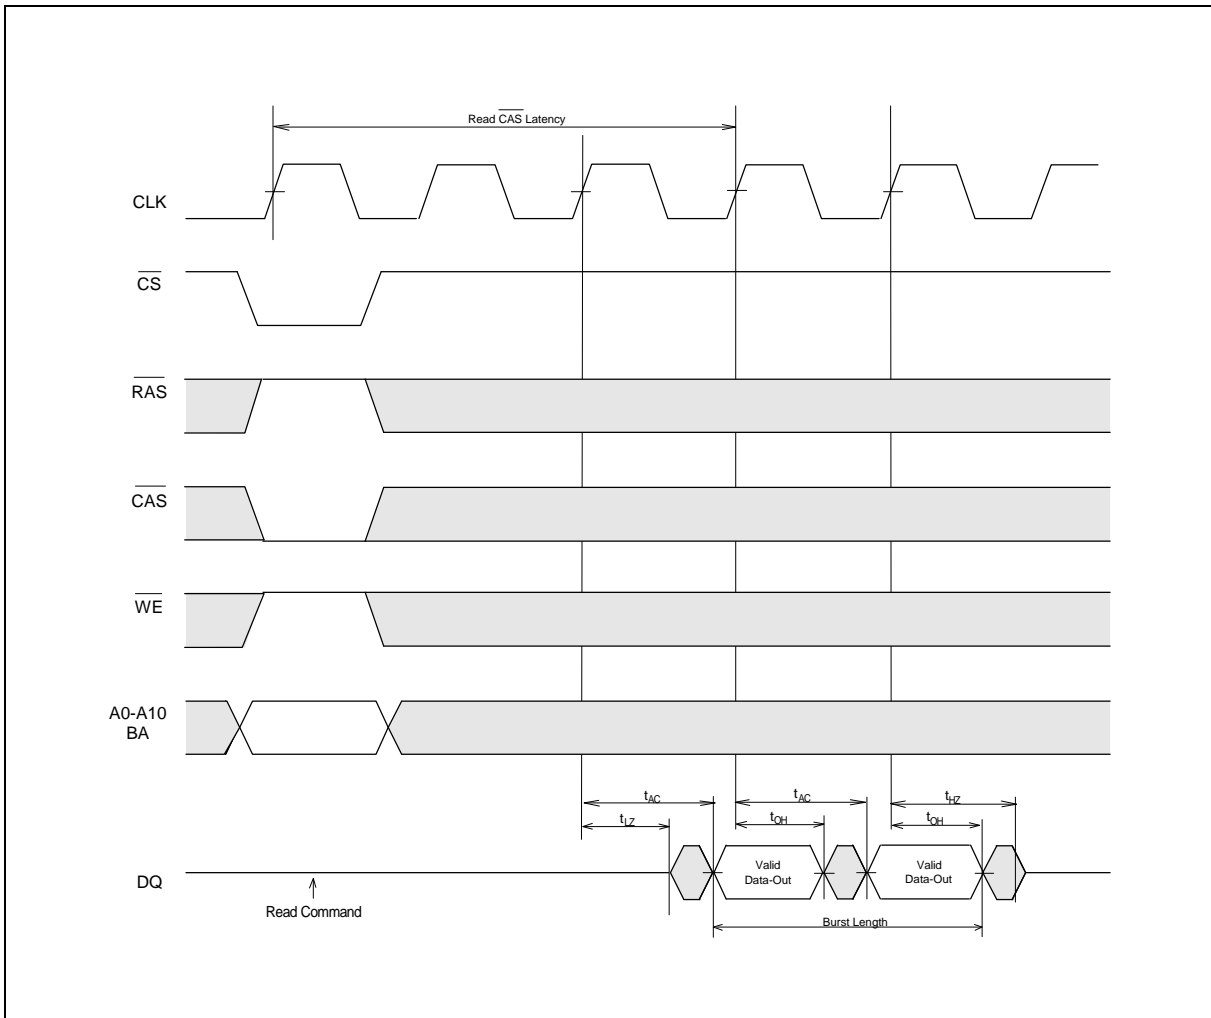 Read CAS Latency
CLK
CS
RAS
CAS
WE
A0-A10
BA
tAC
tAC
tHZ
tLZ
tOH
tOH
Valid
Data-Out
Valid
Data-Out
DQ
Read Command
Burst Length